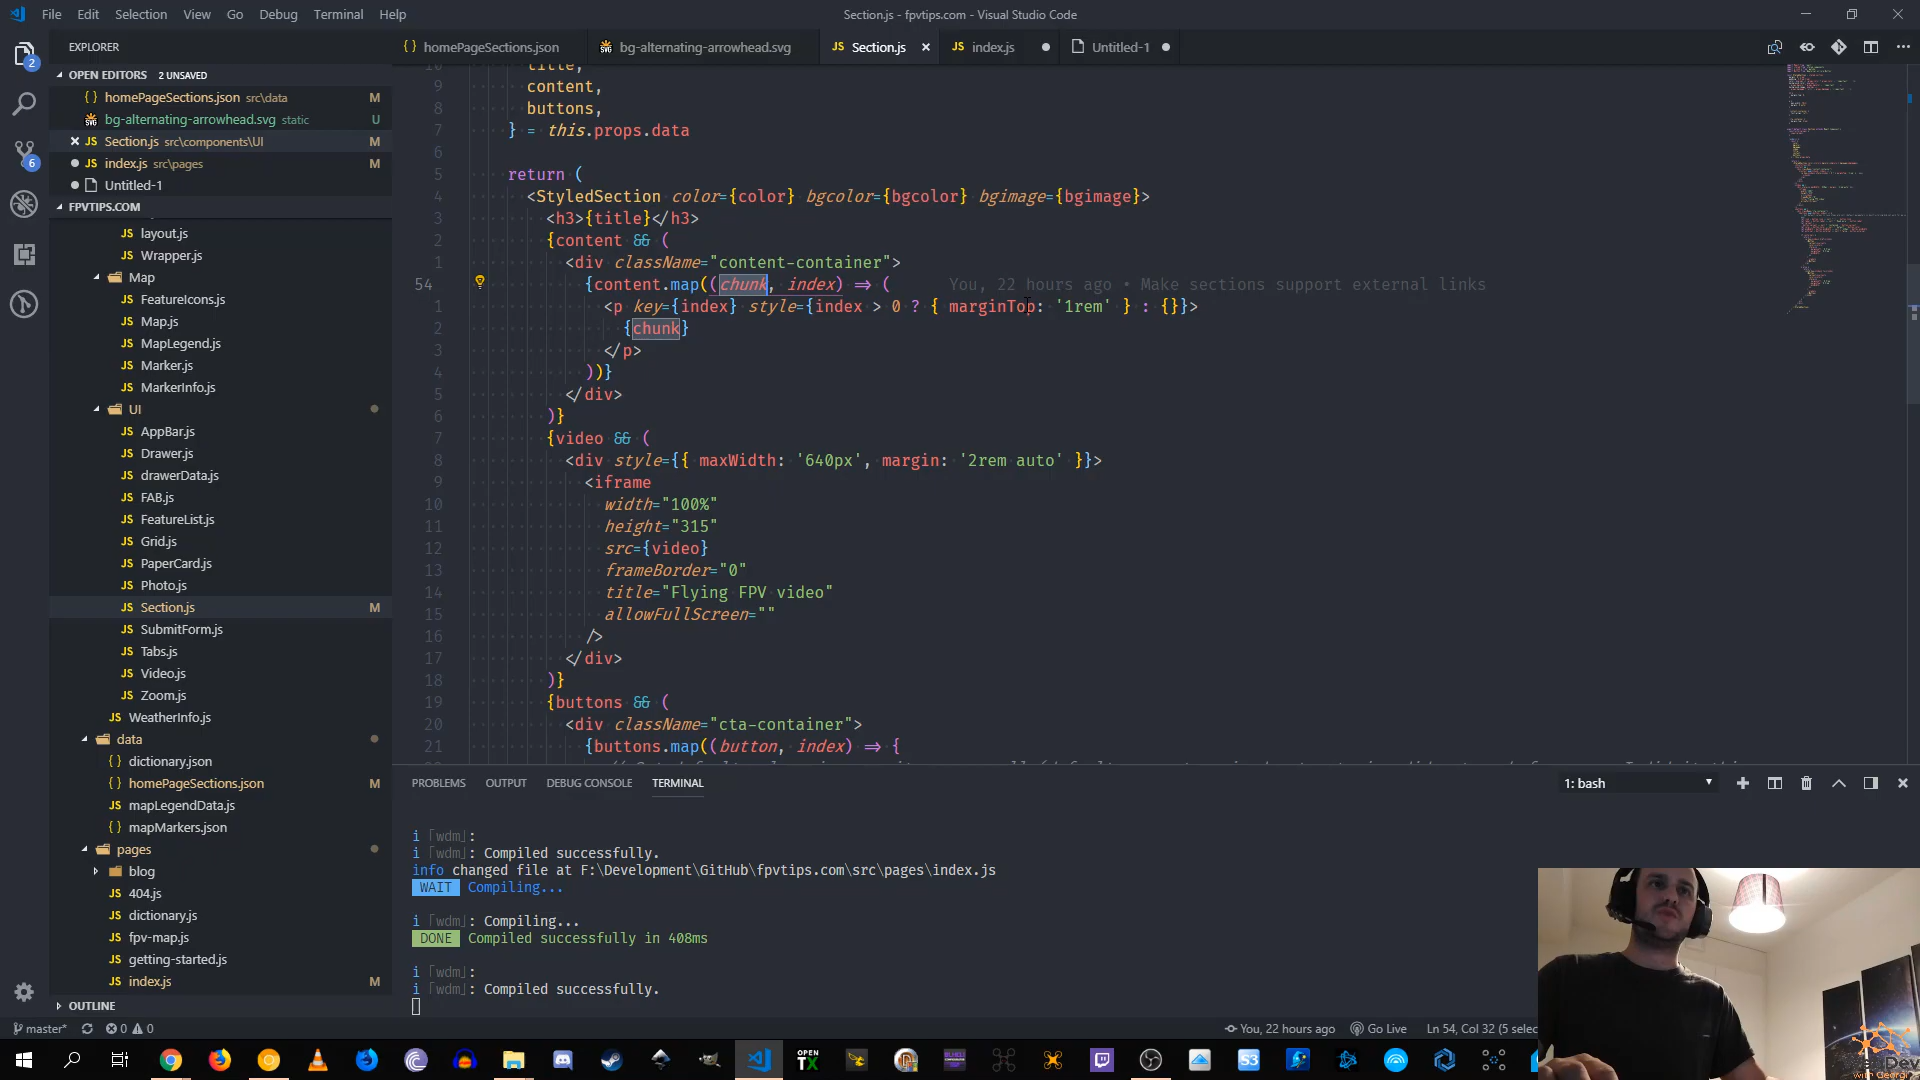 File Edit Selection View Go Debug Terminal Help
Section.js - fpvtips.com - Visual Studio Code
EXPLORER
homePageSections.json
bg-alternating-arrowhead.svg
JS Section.js
JS index.js
Untitled-1
OPEN EDITORS 2 UNSAVED
{ } homePageSections.json src\data M
bg-alternating-arrowhead.svg static U
JS Section.js src\components\UI M
JS index.js src\pages M
Untitled-1
FPVTIPS.COM
JS layout.js
JS Wrapper.js
Map
JS FeatureIcons.js
JS Map.js
JS MapLegend.js
JS Marker.js
JS MarkerInfo.js
UI
JS AppBar.js
JS Drawer.js
JS drawerData.js
JS FAB.js
JS FeatureList.js
JS Grid.js
JS PaperCard.js
JS Photo.js
JS Section.js M
JS SubmitForm.js
JS Tabs.js
JS Video.js
JS Zoom.js
JS WeatherInfo.js
data
{ } dictionary.json
{ } homePageSections.json M
JS mapLegendData.js
{ } mapMarkers.json
pages
blog
JS 404.js
JS dictionary.js
JS fpv-map.js
JS getting-started.js
JS index.js M
OUTLINE
2
6
10 title,
9 content,
8 buttons,
7 } = this.props.data
6
5 return (
4 <StyledSection color={color} bgcolor={bgcolor} bgimage={bgimage}>
3 <h3>{title}</h3>
2 {content && (
1 <div className="content-container">
54 {content.map((chunk, index) => ( You, 22 hours ago • Make sections support external links
1 <p key={index} style={index > 0 ? { marginTop: '1rem' } : {}}>
2 {chunk}
3 </p>
4 ))}
5 </div>
6 )}
7 {video && (
8 <div style={{ maxWidth: '640px', margin: '2rem auto' }}>
9 <iframe
10 width="100%"
11 height="315"
12 src={video}
13 frameBorder="0"
14 title="Flying FPV video"
15 allowFullScreen=""
16 />
17 </div>
18 )}
19 {buttons && (
20 <div className="cta-container">
21 {buttons.map((button, index) => {
PROBLEMS OUTPUT DEBUG CONSOLE TERMINAL
1: bash
i ｢wdm｣:
i ｢wdm｣: Compiled successfully.
info changed file at F:\Development\GitHub\fpvtips.com\src\pages\index.js
WAIT Compiling...
i ｢wdm｣: Compiling...
DONE Compiled successfully in 408ms
i ｢wdm｣:
i ｢wdm｣: Compiled successfully.
master* 0 0
You, 22 hours ago Go Live Ln 54, Col 32 (5 selec
OPEN TX
S3
Dev
with Georgi